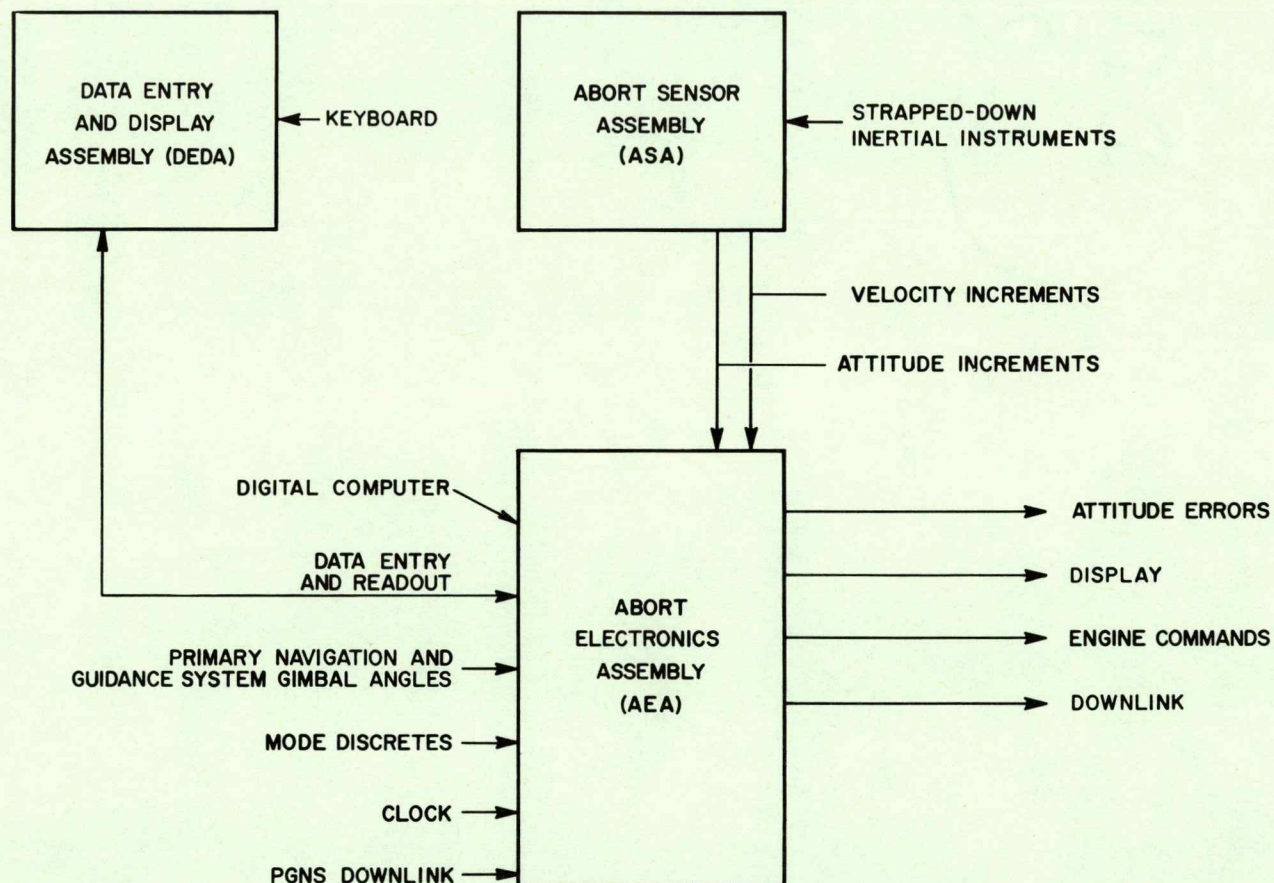 DATA ENTRY
AND DISPLAY
ASSEMBLY (DEDA)
KEYBOARD
ABORT SENSOR
ASSEMBLY
(ASA)
STRAPPED-DOWN
INERTIAL INSTRUMENTS
VELOCITY INCREMENTS
ATTITUDE INCREMENTS
DIGITAL COMPUTER
DATA ENTRY
AND READOUT
PRIMARY NAVIGATION AND
GUIDANCE SYSTEM GIMBAL ANGLES
MODE DISCRETES
CLOCK
PGNS DOWNLINK
ABORT
ELECTRONICS
ASSEMBLY
(AEA)
ATTITUDE ERRORS
DISPLAY
ENGINE COMMANDS
DOWNLINK